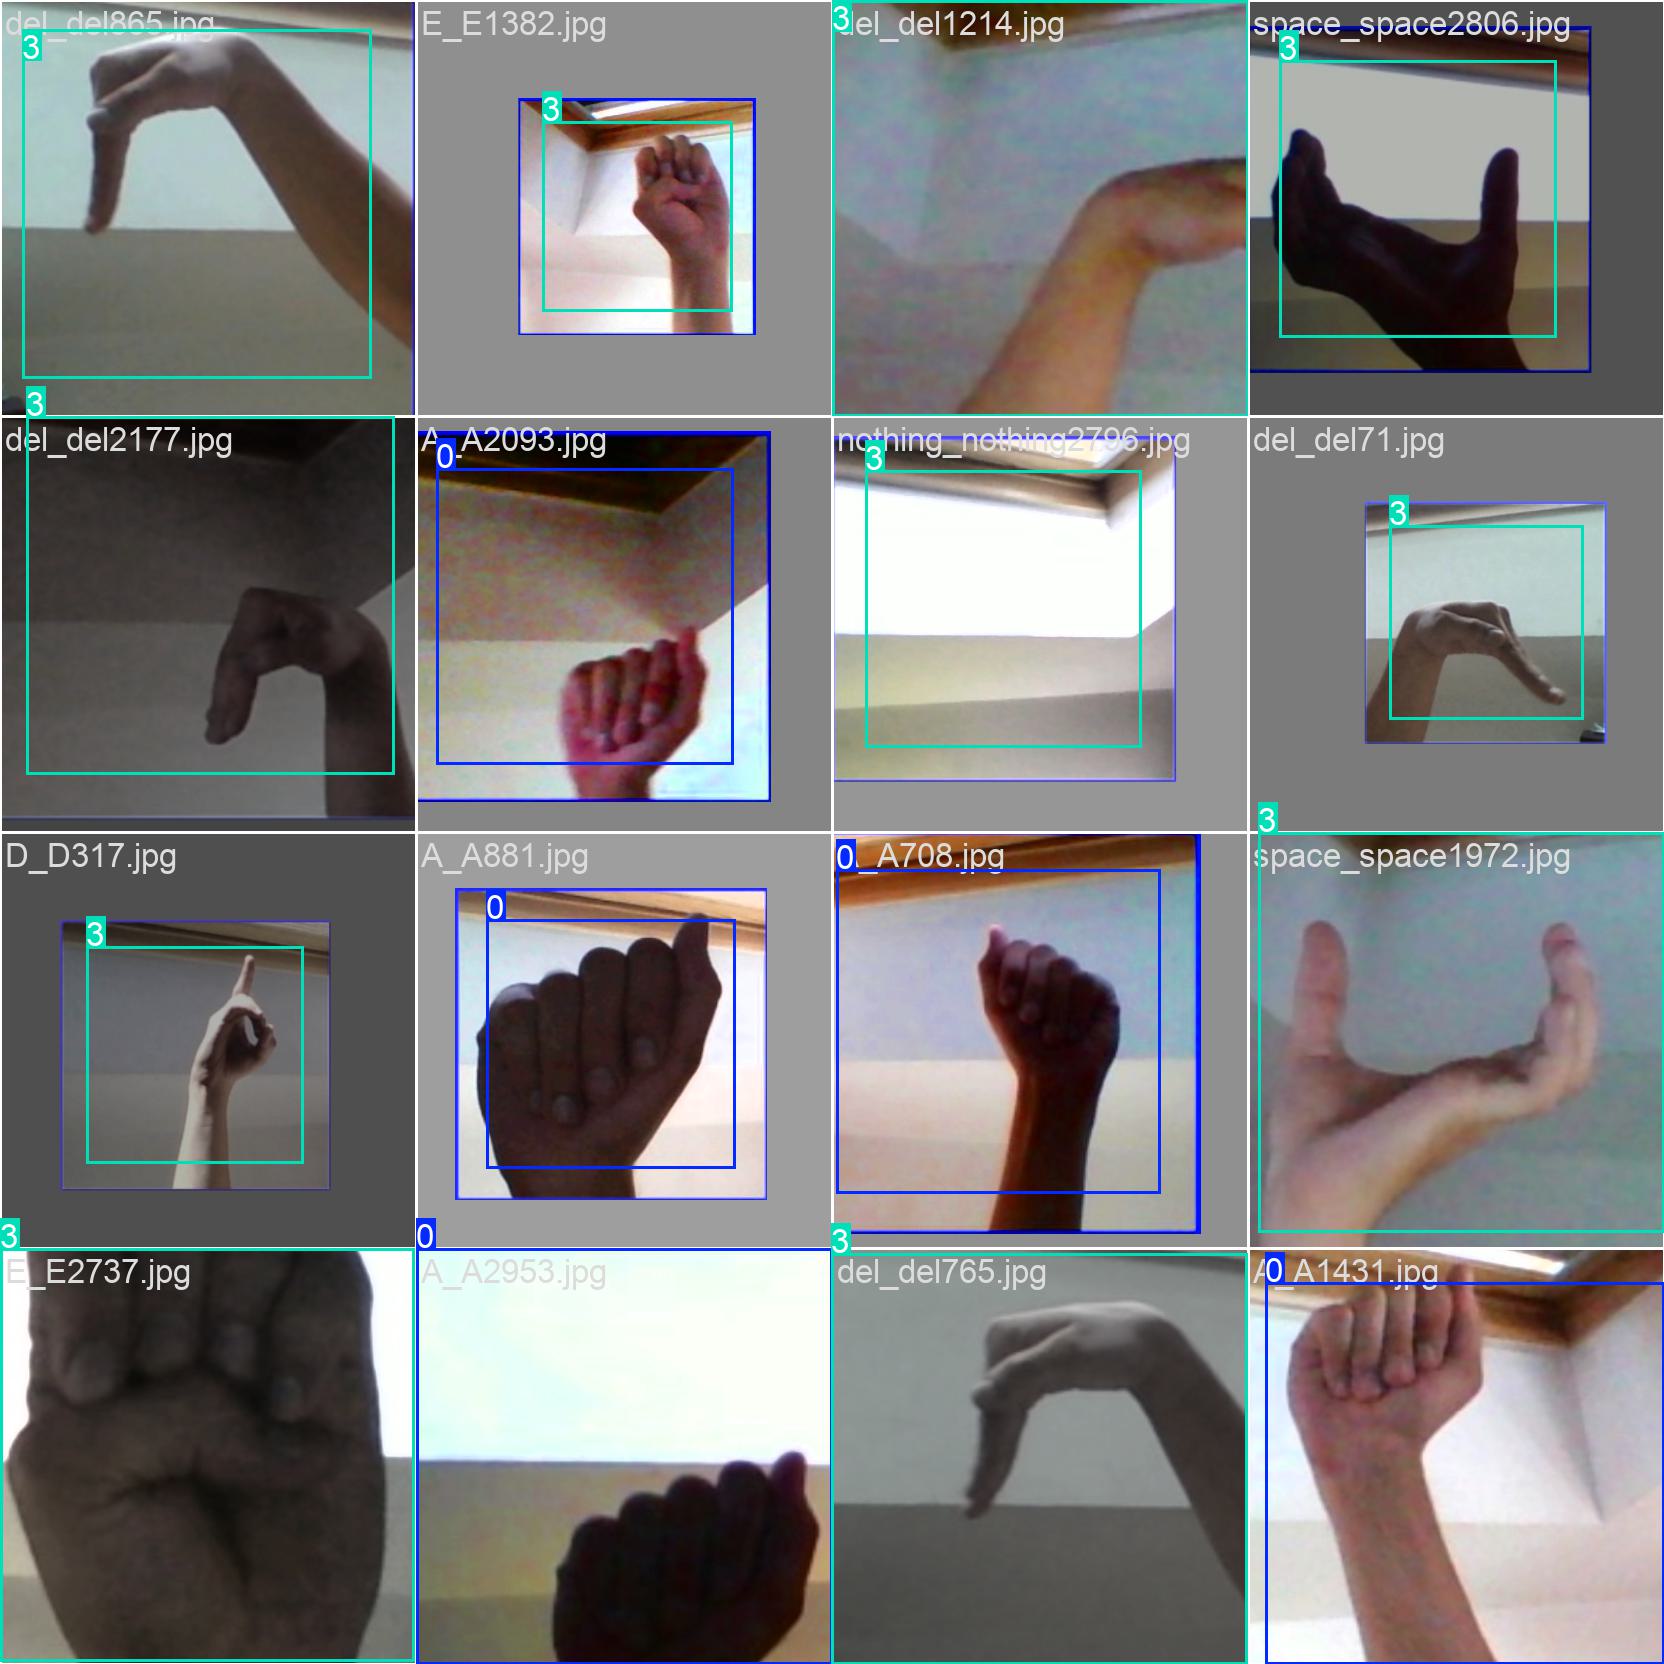 del_del865.jpg
3
E_E1382.jpg
3
del_del1214.jpg
3
space_space2806.jpg
3
del_del2177.jpg
3
A_A2093.jpg
0
nothing_nothing2796.jpg
3
del_del71.jpg
3
D_D317.jpg
3
A_A881.jpg
0
_A708.jpg
0
space_space1972.jpg
3
E_E2737.jpg
3
A_A2953.jpg
0
del_del765.jpg
3
A_A1431.jpg
0